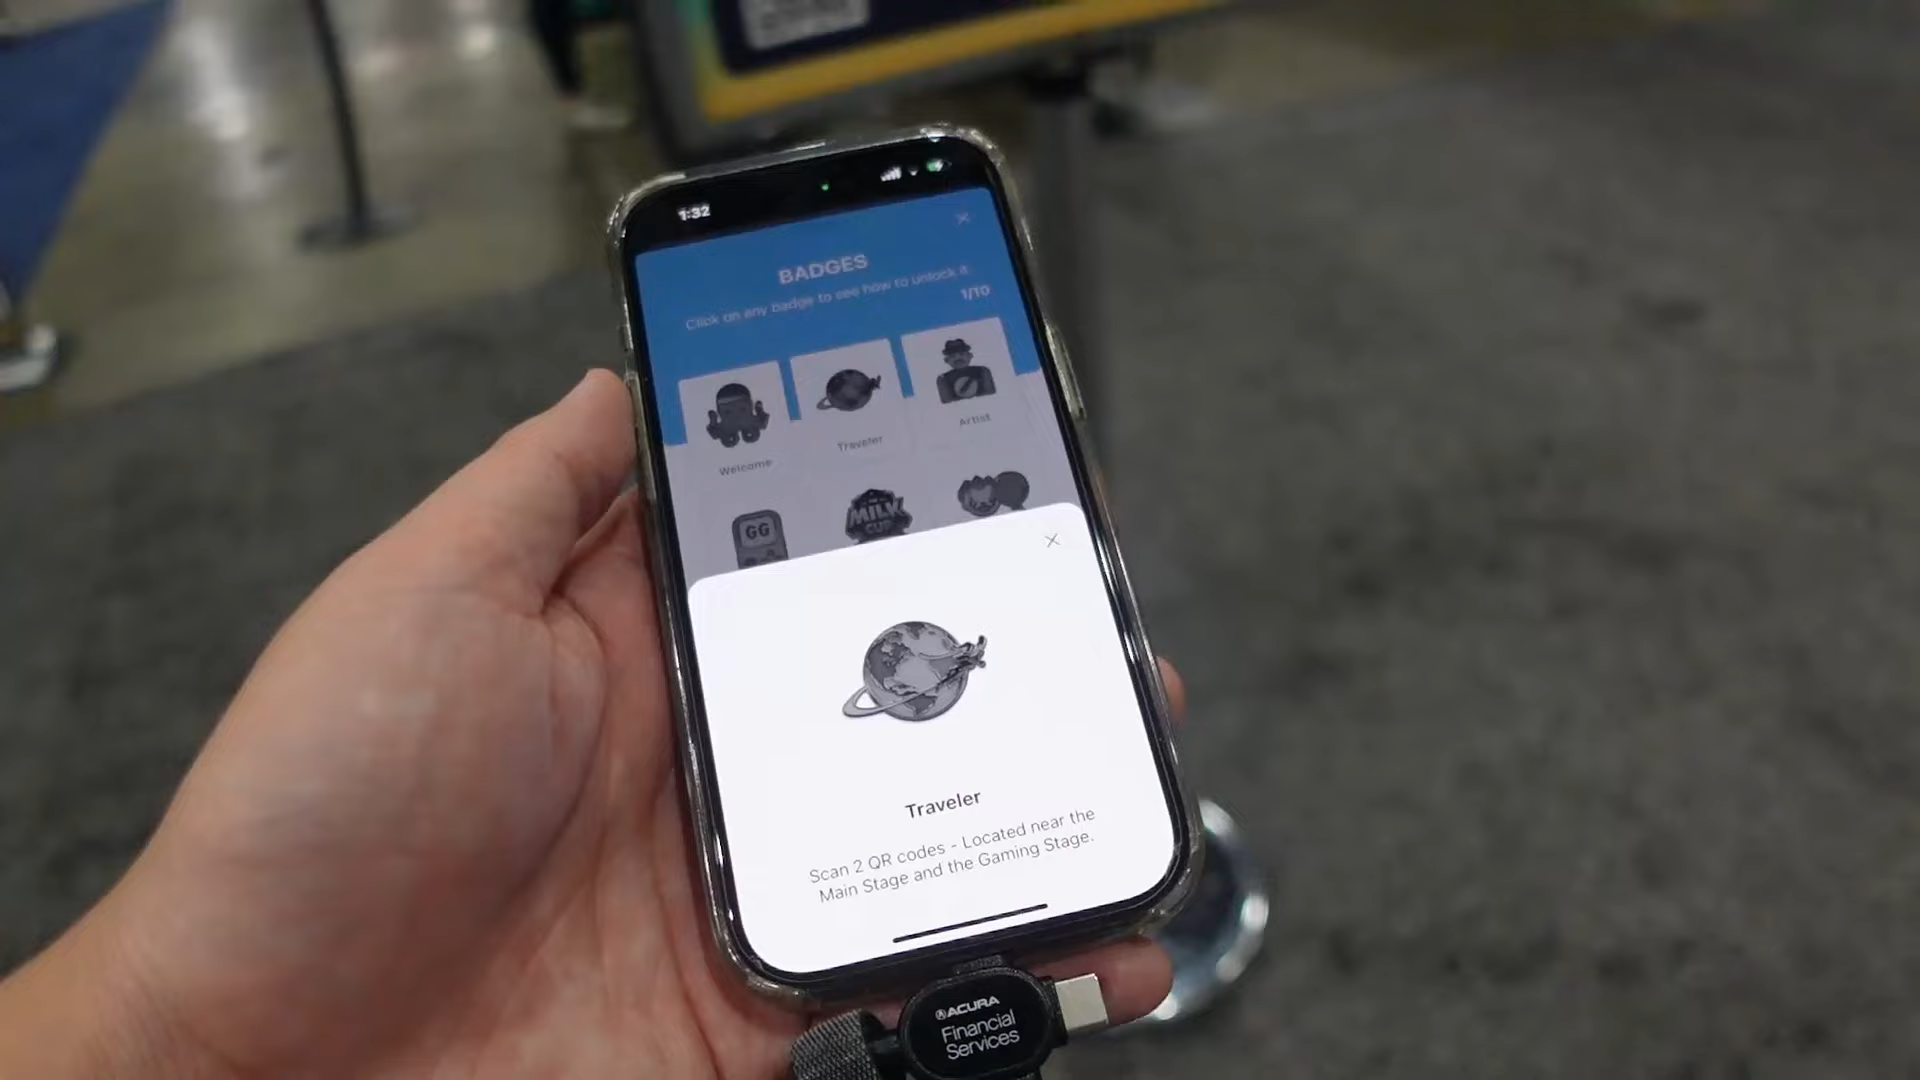 1:32
BADGES
Click on any badge to see how to unlock it
1/10
Welcome
Traveler
Artist
GG
MILK
CUP
Traveler
Scan 2 QR codes - Located near the
Main Stage and the Gaming Stage.
ACURA
Financial
Services